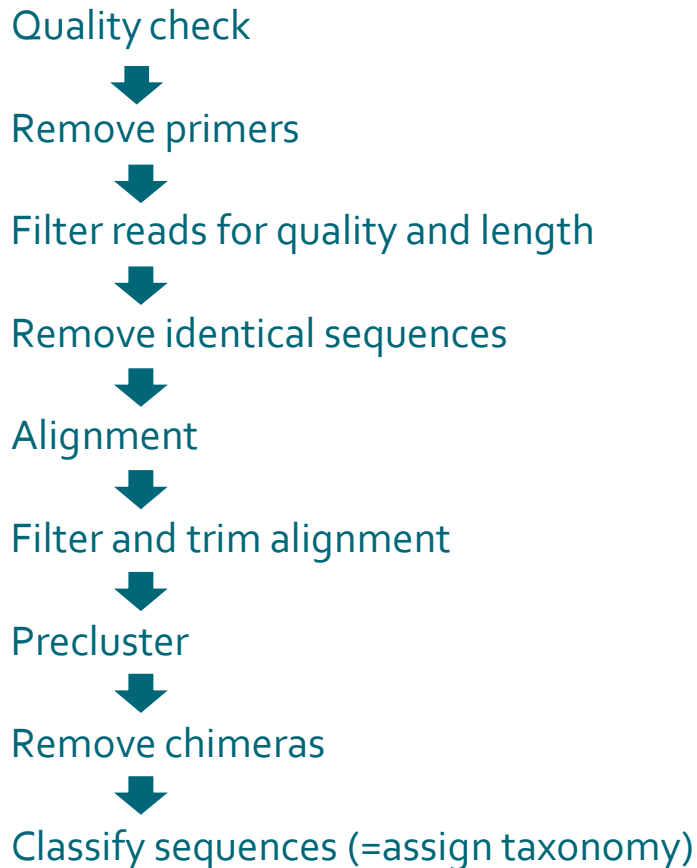 Quality check
Remove primers
Filter reads for quality and length
Remove identical sequences
Alignment
Filter and trim alignment
Precluster
Remove chimeras
Classify sequences (=assign taxonomy)